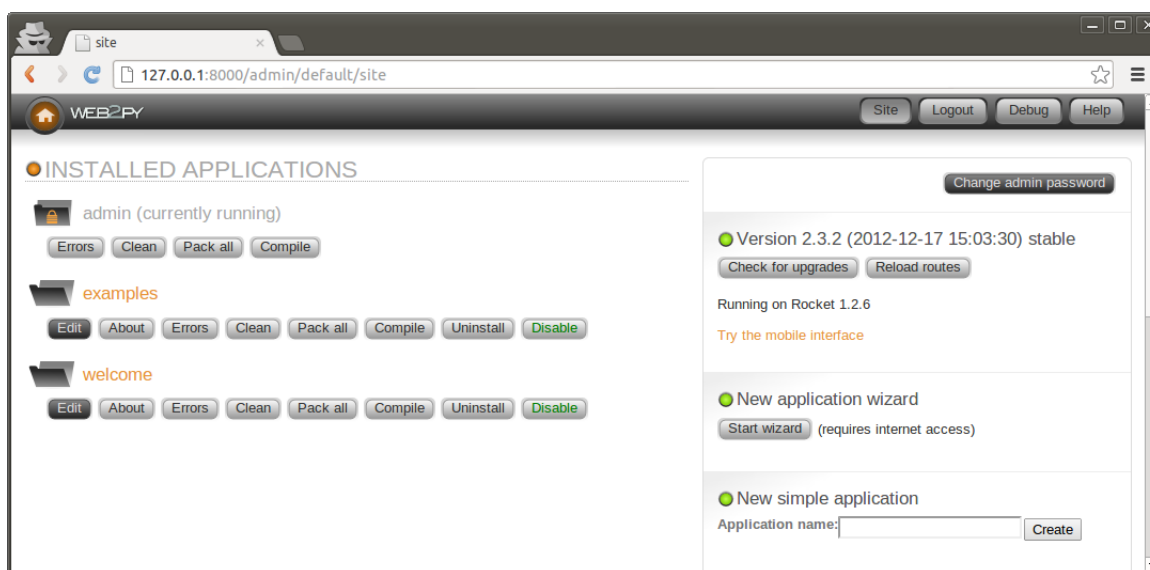 site
127.0.0.1:8000/admin/default/site
WEB2PY
Site Logout Debug Help
INSTALLED APPLICATIONS
admin (currently running)
Errors Clean Pack all Compile
examples
Edit About Errors Clean Pack all Compile Uninstall Disable
welcome
Edit About Errors Clean Pack all Compile Uninstall Disable
Change admin password
Version 2.3.2 (2012-12-17 15:03:30) stable
Check for upgrades Reload routes
Running on Rocket 1.2.6
Try the mobile interface
New application wizard
Start wizard (requires internet access)
New simple application
Application name: Create